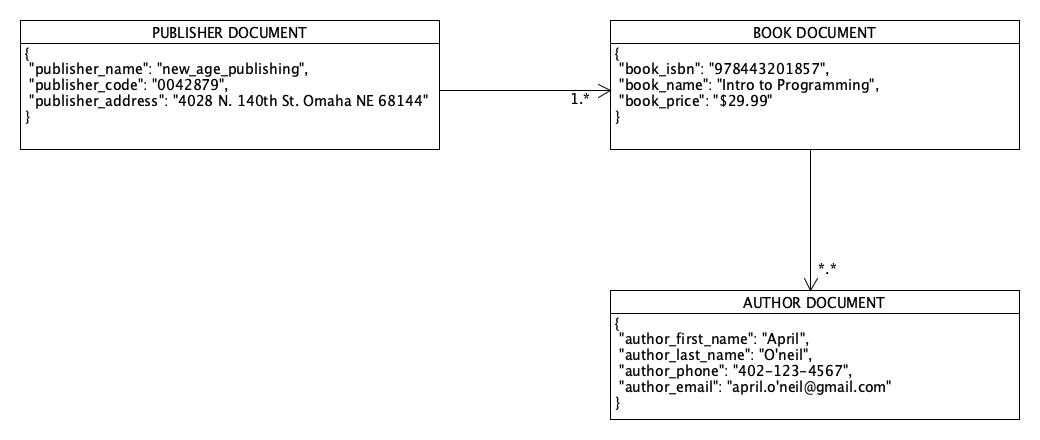 PUBLISHER DOCUMENT
{
"publisher_name": "new_age_publishing",
"publisher_code": "0042879",
"publisher_address": "4028 N. 140th St. Omaha NE 68144"
}
1.*
BOOK DOCUMENT
{
"book_isbn": "978443201857",
"book_name": "Intro to Programming",
"book_price": "$29.99"
}
*.*
AUTHOR DOCUMENT
{
"author_first_name": "April",
"author_last_name": "O'neil",
"author_phone": "402-123-4567",
"author_email": "april.o'neil@gmail.com"
}